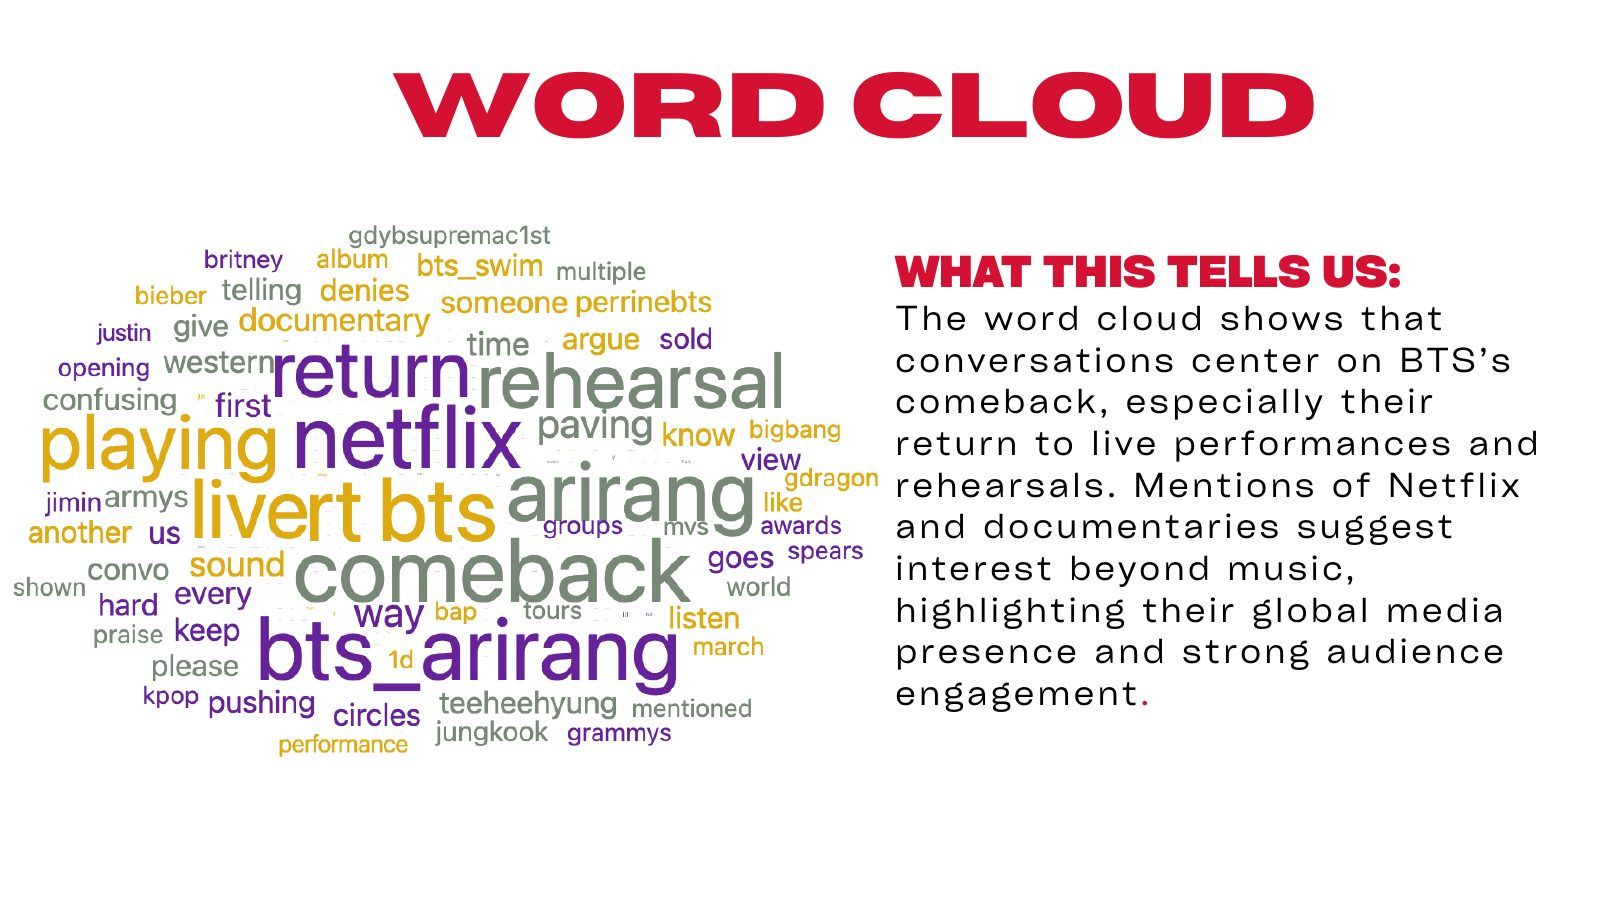 WORD CLOUD
gdybsupremac1st
britney album bts_swim multiple
bieber telling denies someone perrinebts
justin give documentary time argue sold
opening western return rehearsal
confusing first paving know bigbang
playing netflix view
gdragon
jimin armys livert bts arirang like
another us groups mvs awards
convo sound comeback goes spears
shown hard every world
way bap tours listen
praise keep bts_arirang 1d march
please
kpop pushing circles teeheehyung mentioned
performance jungkook grammys
WHAT THIS TELLS US:
The word cloud shows that
conversations center on BTS’s
comeback, especially their
return to live performances and
rehearsals. Mentions of Netflix
and documentaries suggest
interest beyond music,
highlighting their global media
presence and strong audience
engagement.